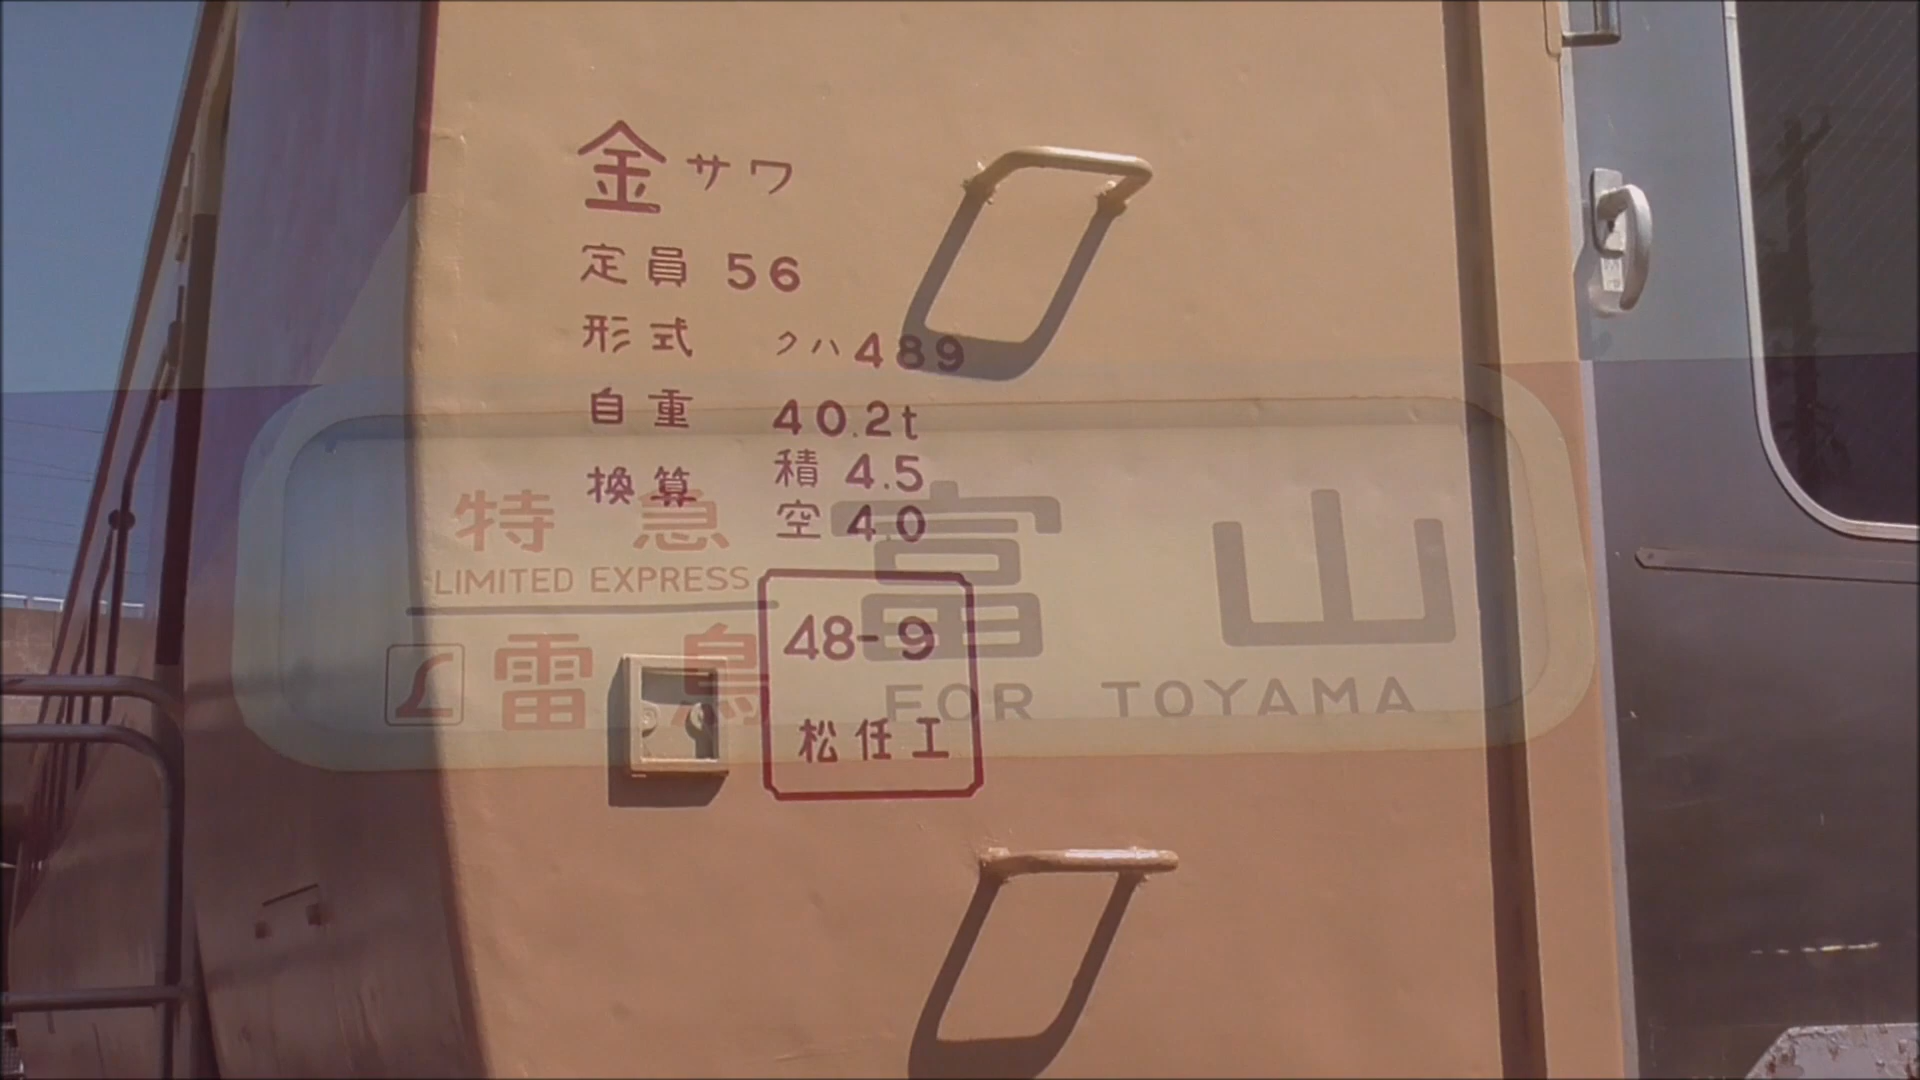 金サワ
定員 56
形式 クハ489
自重 40.2t
換算 積 4.5
空 4.0
48-9
松任工
特急
LIMITED EXPRESS
雷鳥
富山
FOR TOYAMA